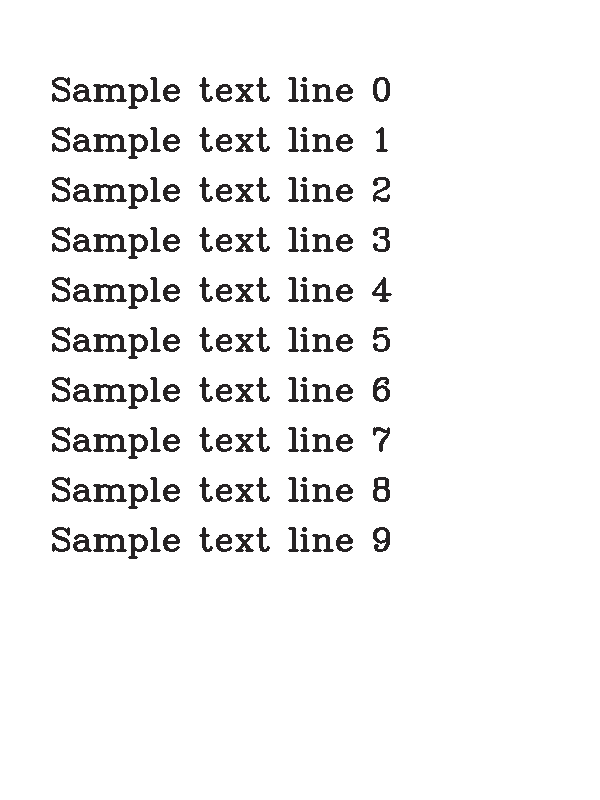 Sample text line 0
Sample text line 1
Sample text line 2
Sample text line 3
Sample text line 4
Sample text line 5
Sample text line 6
Sample text line 7
Sample text line 8
Sample text line 9